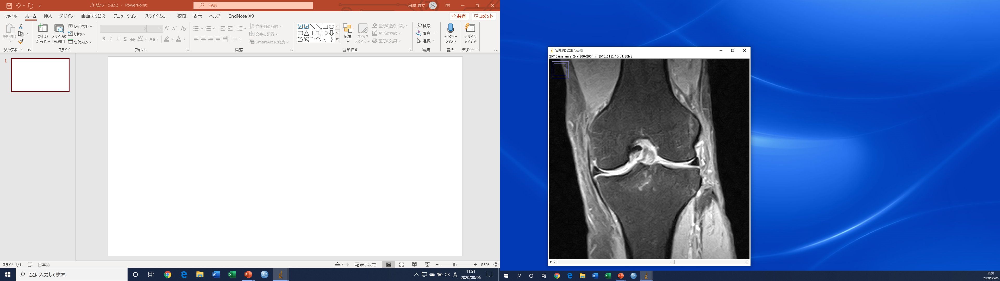 プレゼンテーション2 - PowerPoint
検索
根岸 義文
ファイル ホーム 挿入 デザイン 画面切り替え アニメーション スライド ショー 校閲 表示 ヘルプ EndNote X9
共有 コメント
貼り付け
新しい
スライド
スライドの
再利用
レイアウト
リセット
セクション
B I U S ab AV Aa A
文字列の方向
文字の配置
SmartArt に変換
配置
クイック
スタイル
図形の塗りつぶし
図形の枠線
図形の効果
検索
置換
選択
ディクテー
ション
デザイン
アイデア
クリップボード スライド フォント 段落 図形描画 編集 音声 デザイナー
1
スライド 1/1 日本語 ノート 表示設定 85%
ここに入力して検索
A
11:51
2020/08/06
WFS PD COR (200%)
25/40 (instance_24); 200x200 mm (512x512); 16-bit; 20MB
11:51
2020/08/06